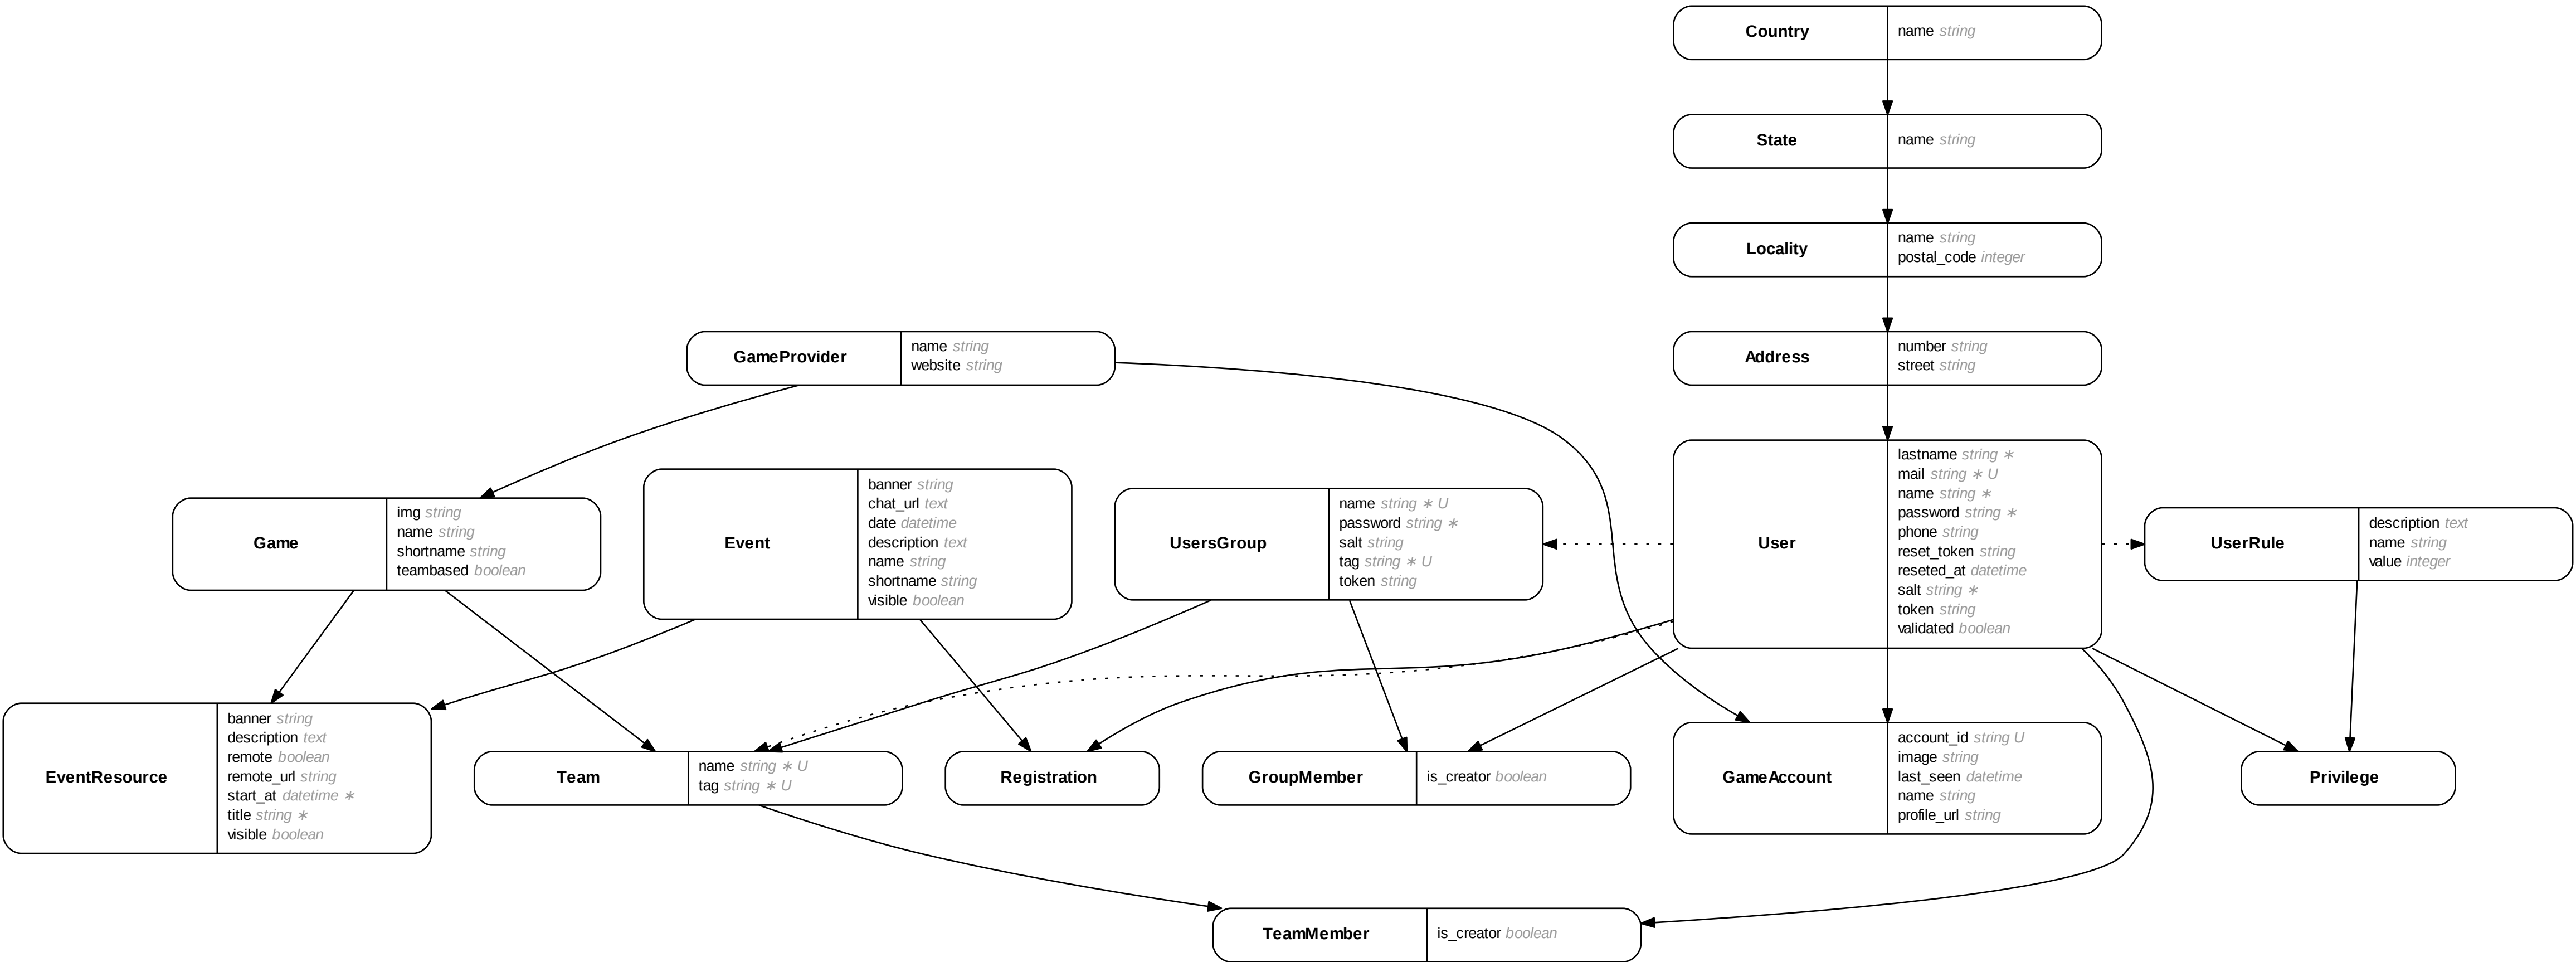 Country
name string
State
name string
Locality
name string
postal_code integer
GameProvider
name string
website string
Address
number string
street string
Game
img string
name string
shortname string
teambased boolean
Event
banner string
chat_url text
date datetime
description text
name string
shortname string
visible boolean
UsersGroup
name string ∗ U
password string ∗
salt string
tag string ∗ U
token string
User
lastname string ∗
mail string ∗ U
name string ∗
password string ∗
phone string
reset_token string
reseted_at datetime
salt string ∗
token string
validated boolean
UserRule
description text
name string
value integer
EventResource
banner string
description text
remote boolean
remote_url string
start_at datetime ∗
title string ∗
visible boolean
Team
name string ∗ U
tag string ∗ U
Registration
GroupMember
is_creator boolean
GameAccount
account_id string U
image string
last_seen datetime
name string
profile_url string
Privilege
TeamMember
is_creator boolean